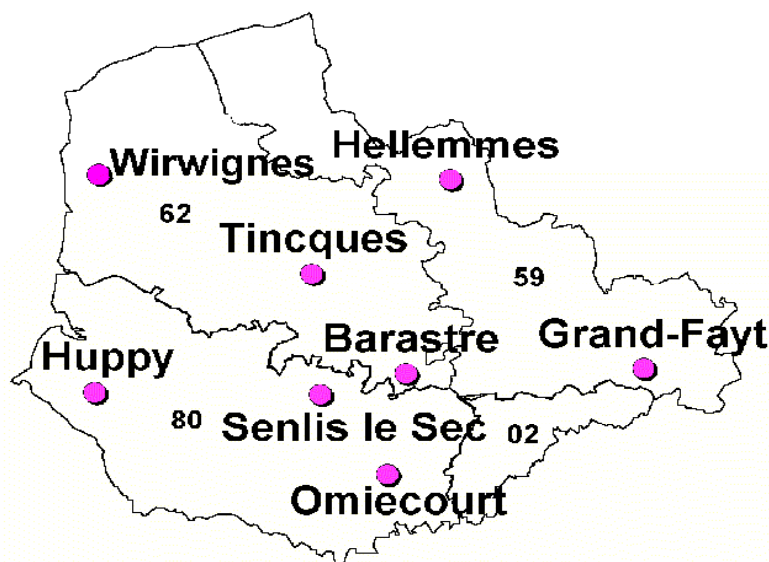 Hellemmes
Wirwignes
62
Tincques
59
Barastre
Grand-Fayt
Huppy
80
Senlis le Sec
02
Omiecourt